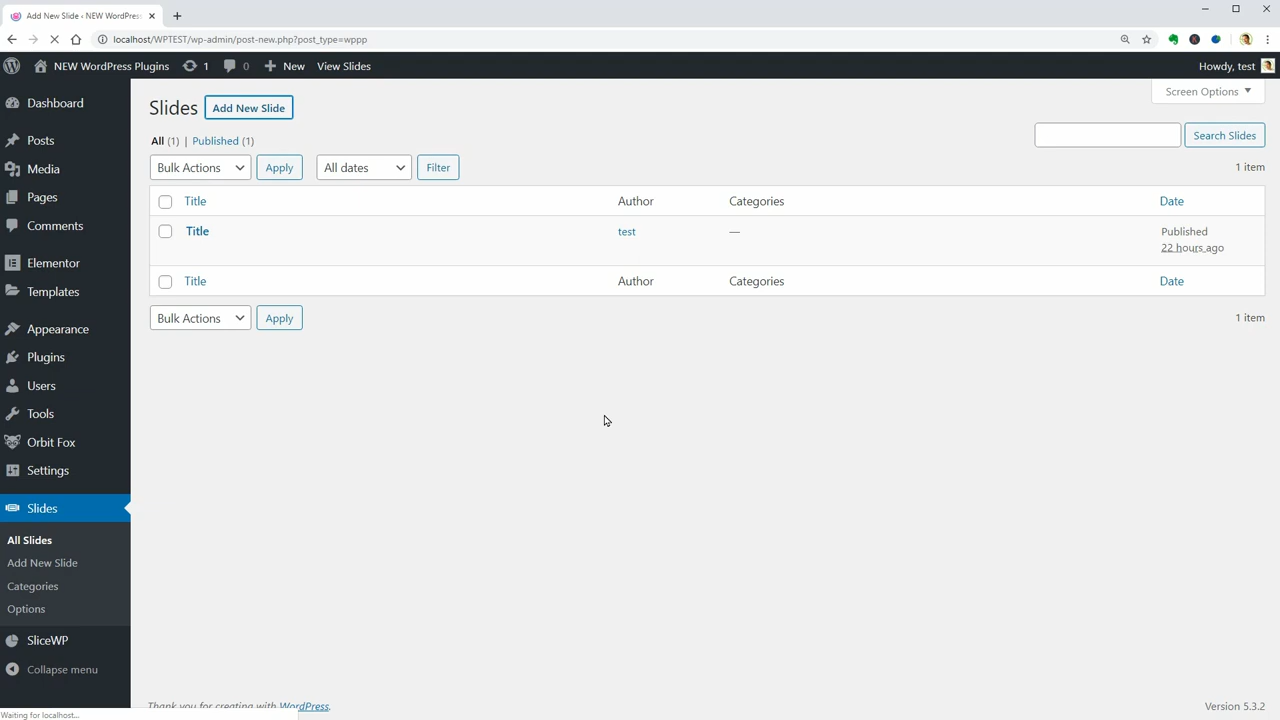 Add New Slide ‹ NEW WordPress
localhost/WPTEST/wp-admin/post-new.php?post_type=wppp
NEW WordPress Plugins 1 0 New View Slides Howdy, test
Screen Options
Slides Add New Slide
All (1) | Published (1)
Search Slides
Bulk Actions Apply All dates Filter 1 item
Title Author Categories Date
Title test — Published
22 hours ago
Title Author Categories Date
Bulk Actions Apply 1 item
Dashboard
Posts
Media
Pages
Comments
Elementor
Templates
Appearance
Plugins
Users
Tools
Orbit Fox
Settings
Slides
All Slides
Add New Slide
Categories
Options
SliceWP
Collapse menu
Thank you for creating with WordPress. Version 5.3.2
Waiting for localhost...